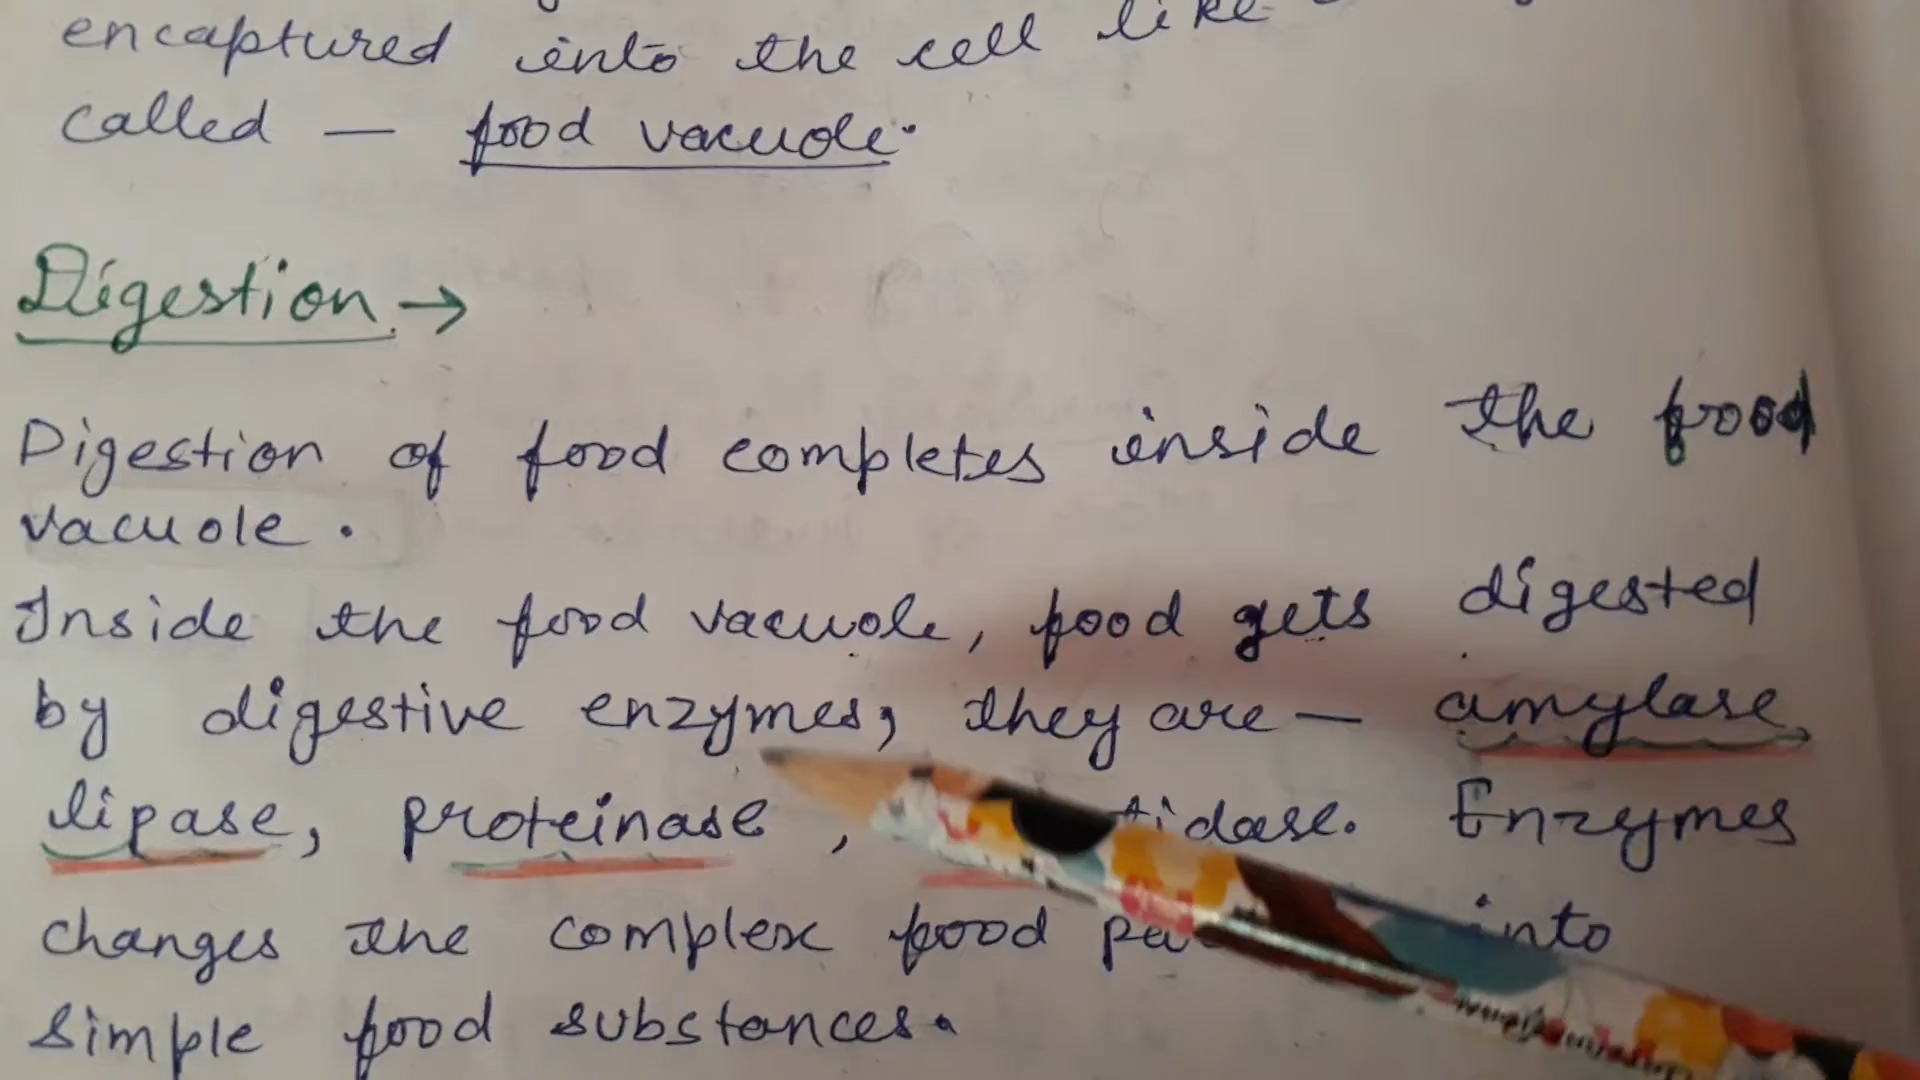 encaptured into the cell like
called — food vacuole.
Digestion →
Digestion of food completes inside the food
vacuole.
Inside the food vacuole, food gets digested
by digestive enzymes, they are — amylase,
lipase, proteinase, tidase. Enzymes
changes the complex food into
simple food substances.